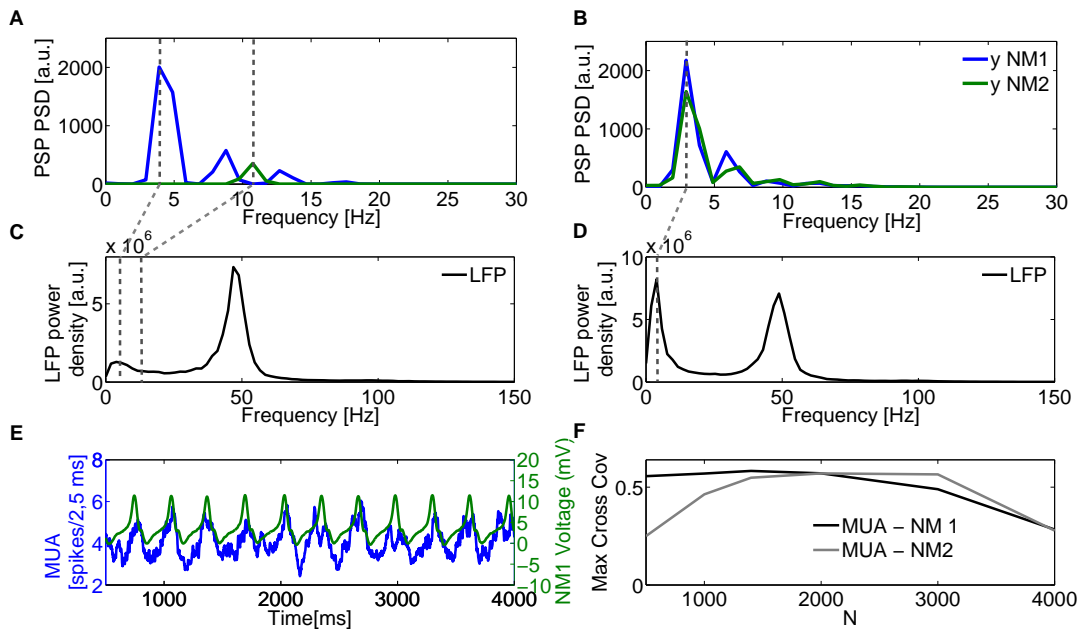 A
PSP PSD [a.u.]
2000
1000
0
0 5 10 15 20 25 30
Frequency [Hz]
B
PSP PSD [a.u.]
2000
1000
0
y NM1
y NM2
0 5 10 15 20 25 30
Frequency [Hz]
C
x 10^6
LFP power
density [a.u.]
5
0
LFP
0 50 100 150
Frequency [Hz]
D
x 10^6
LFP power
density [a.u.]
10
5
0
LFP
0 50 100 150
Frequency [Hz]
E
MUA
[spikes/2,5 ms]
8
6
4
2
20
15
10
5
0
−5
−10
NM1 Voltage (mV)
1000 2000 3000 4000
Time[ms]
F
Max Cross Cov
0.5
0
MUA − NM 1
MUA − NM2
1000 2000 3000 4000
N